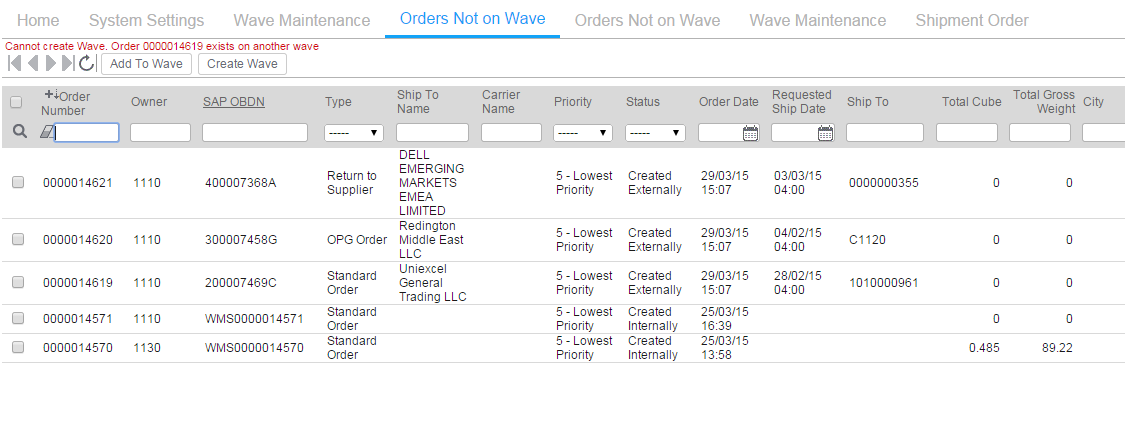 Home System Settings Wave Maintenance Orders Not on Wave Orders Not on Wave Wave Maintenance Shipment Order
Cannot create Wave. Order 0000014619 exists on another wave
Add To Wave Create Wave
Order Number Owner SAP OBDN Type Ship To Name Carrier Name Priority Status Order Date Requested Ship Date Ship To Total Cube Total Gross Weight City
----- ----- -----
0000014621 1110 400007368A Return to Supplier DELL EMERGING MARKETS EMEA LIMITED 5 - Lowest Priority Created Externally 29/03/15 15:07 03/03/15 04:00 0000000355 0 0
0000014620 1110 300007458G OPG Order Redington Middle East LLC 5 - Lowest Priority Created Externally 29/03/15 15:07 04/02/15 04:00 C1120 0 0
0000014619 1110 200007469C Standard Order Uniexcel General Trading LLC 5 - Lowest Priority Created Externally 29/03/15 15:07 28/02/15 04:00 1010000961 0 0
0000014571 1110 WMS0000014571 Standard Order 5 - Lowest Priority Created Internally 25/03/15 16:39 0 0
0000014570 1130 WMS0000014570 Standard Order 5 - Lowest Priority Created Internally 25/03/15 13:58 0.485 89.22